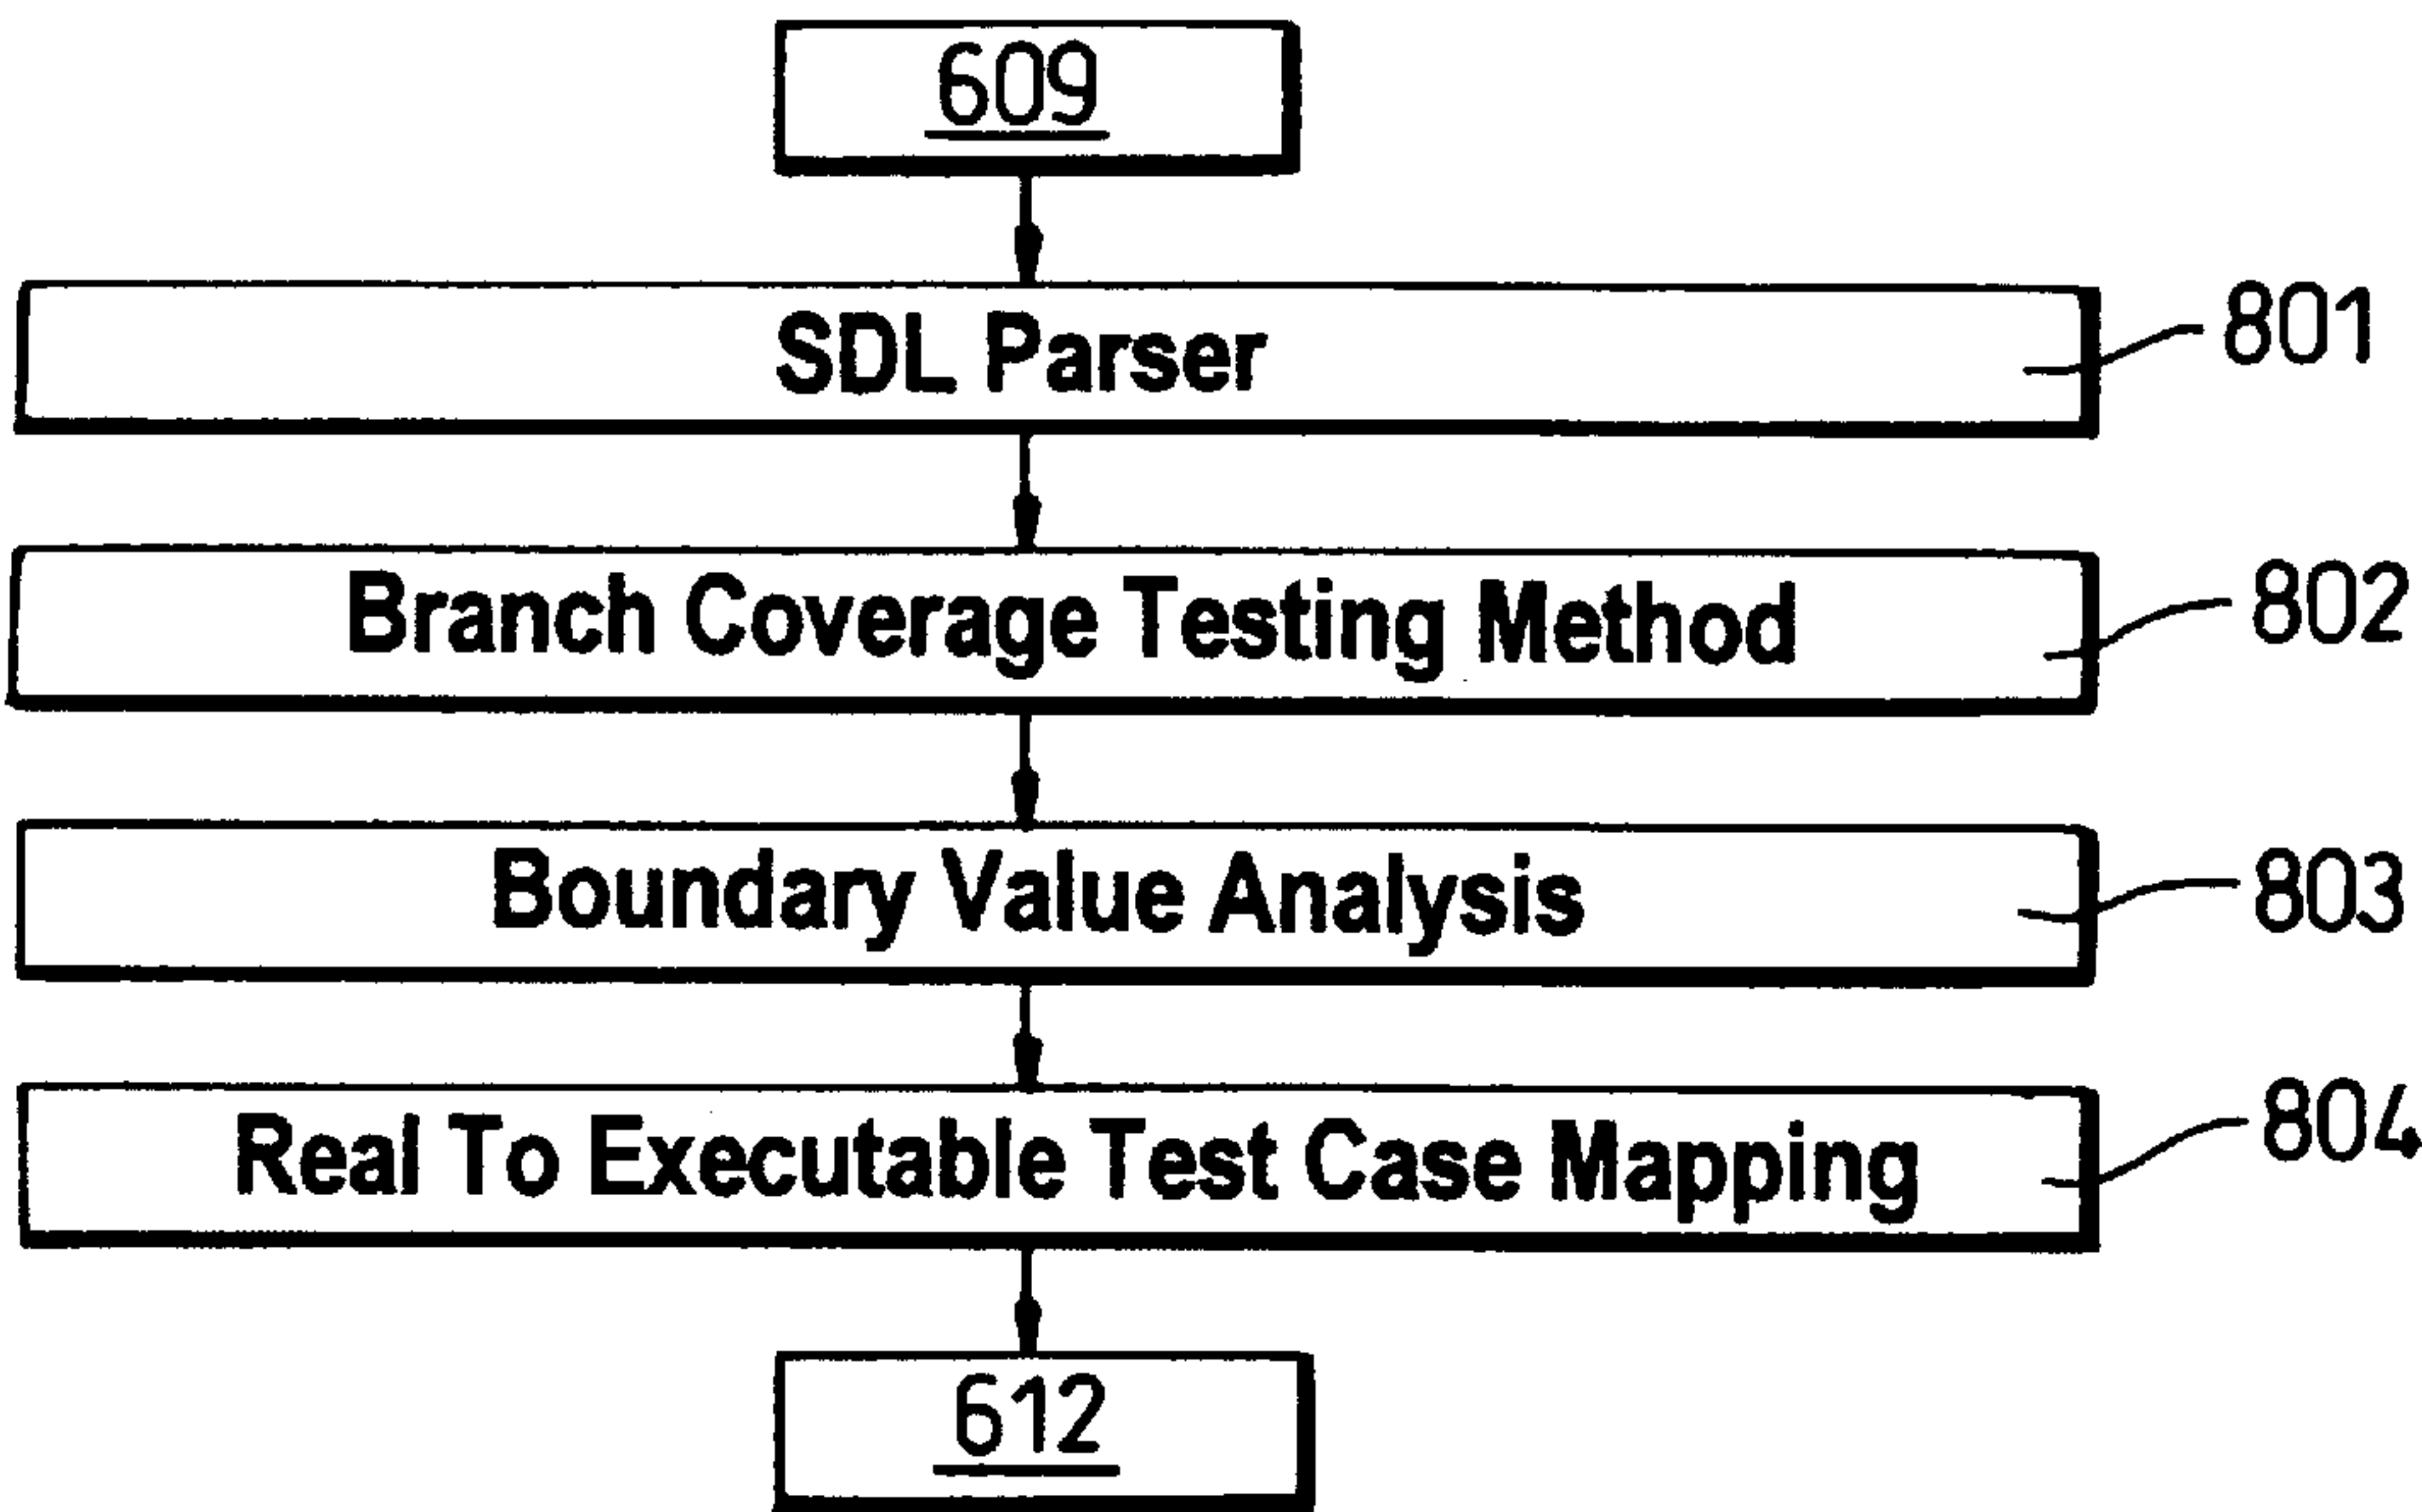 609
SDL Parser
801
Branch Coverage Testing Method
802
Boundary Value Analysis
803
Real To Executable Test Case Mapping
804
612